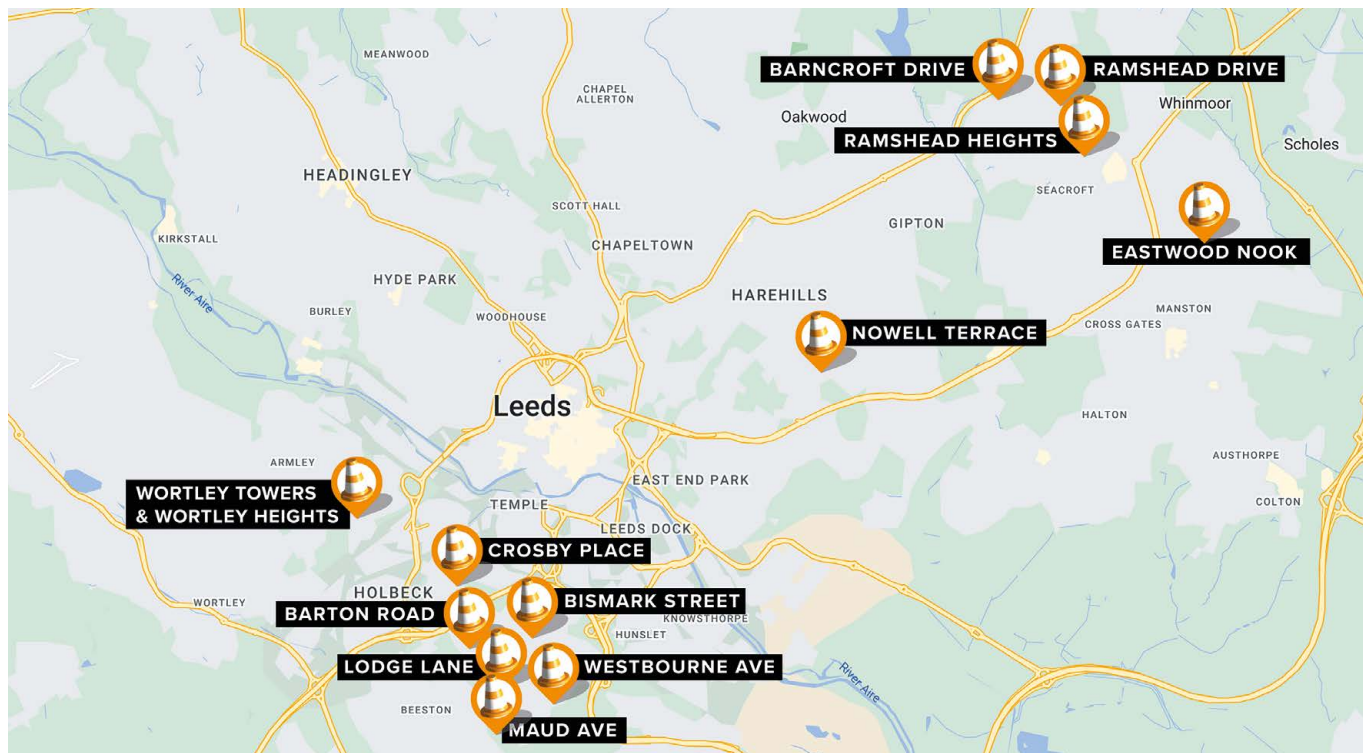 MEANWOOD
BARNCROFT DRIVE
RAMSHEAD DRIVE
CHAPEL
ALLERTON
Oakwood
Whinmoor
RAMSHEAD HEIGHTS
Scholes
HEADINGLEY
SEACROFT
SCOTT HALL
GIPTON
KIRKSTALL
CHAPELTOWN
EASTWOOD NOOK
HYDE PARK
River Aire
HAREHILLS
BURLEY
WOODHOUSE
MANSTON
CROSS GATES
NOWELL TERRACE
Leeds
HALTON
ARMLEY
AUSTHORPE
EAST END PARK
WORTLEY TOWERS
& WORTLEY HEIGHTS
TEMPLE
COLTON
LEEDS DOCK
CROSBY PLACE
HOLBECK
WORTLEY
BISMARK STREET
BARTON ROAD
KNOWSTHORPE
HUNSLET
LODGE LANE
WESTBOURNE AVE
River Aire
BEESTON
MAUD AVE